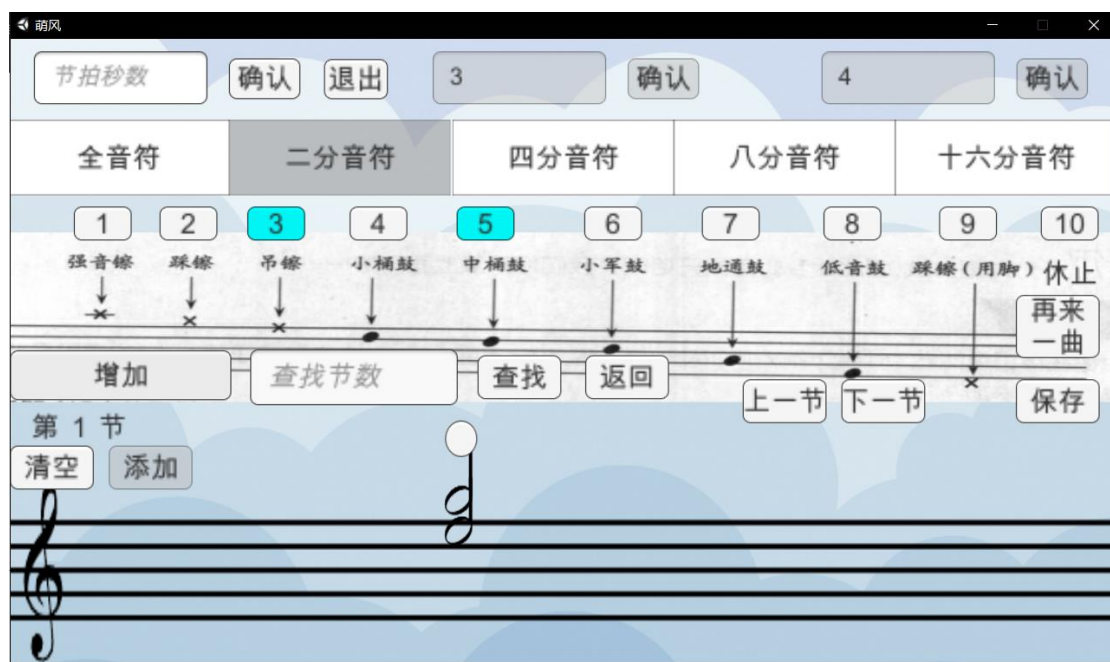 萌风
节拍秒数 确认 退出 3 确认 4 确认
全音符 二分音符 四分音符 八分音符 十六分音符
1 2 3 4 5 6 7 8 9 10
强音镲 踩镲 吊镲 小桶鼓 中桶鼓 小军鼓 地通鼓 低音鼓 踩镲(用脚) 休止
再来
一曲
增加 查找节数 查找 返回
上一节 下一节 保存
第 1 节
清空 添加